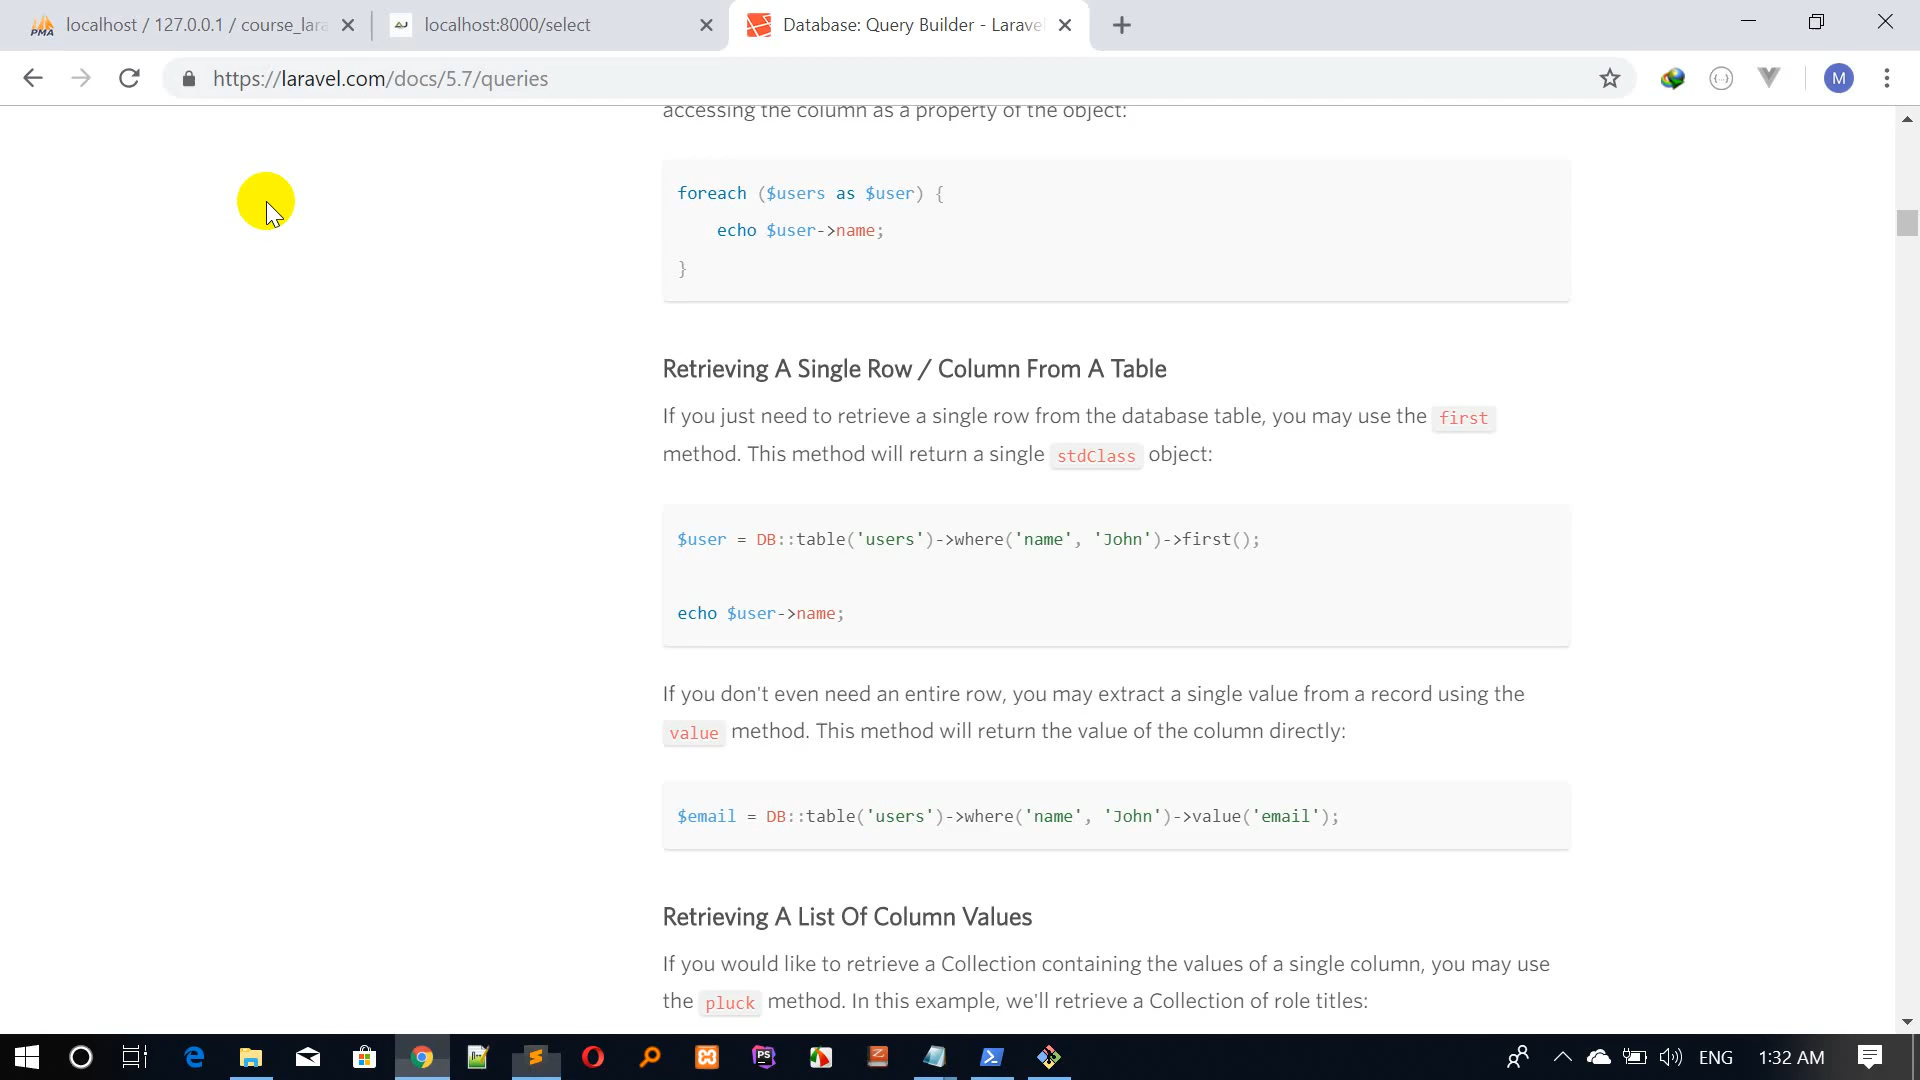 localhost / 127.0.0.1 / course_lara
localhost:8000/select
Database: Query Builder - Laravel
https://laravel.com/docs/5.7/queries
M
accessing the column as a property of the object:
foreach ($users as $user) {
echo $user->name;
}
Retrieving A Single Row / Column From A Table
If you just need to retrieve a single row from the database table, you may use the first
method. This method will return a single stdClass object:
$user = DB::table('users')->where('name', 'John')->first();
echo $user->name;
If you don't even need an entire row, you may extract a single value from a record using the
value method. This method will return the value of the column directly:
$email = DB::table('users')->where('name', 'John')->value('email');
Retrieving A List Of Column Values
If you would like to retrieve a Collection containing the values of a single column, you may use
the pluck method. In this example, we'll retrieve a Collection of role titles:
ENG
1:32 AM